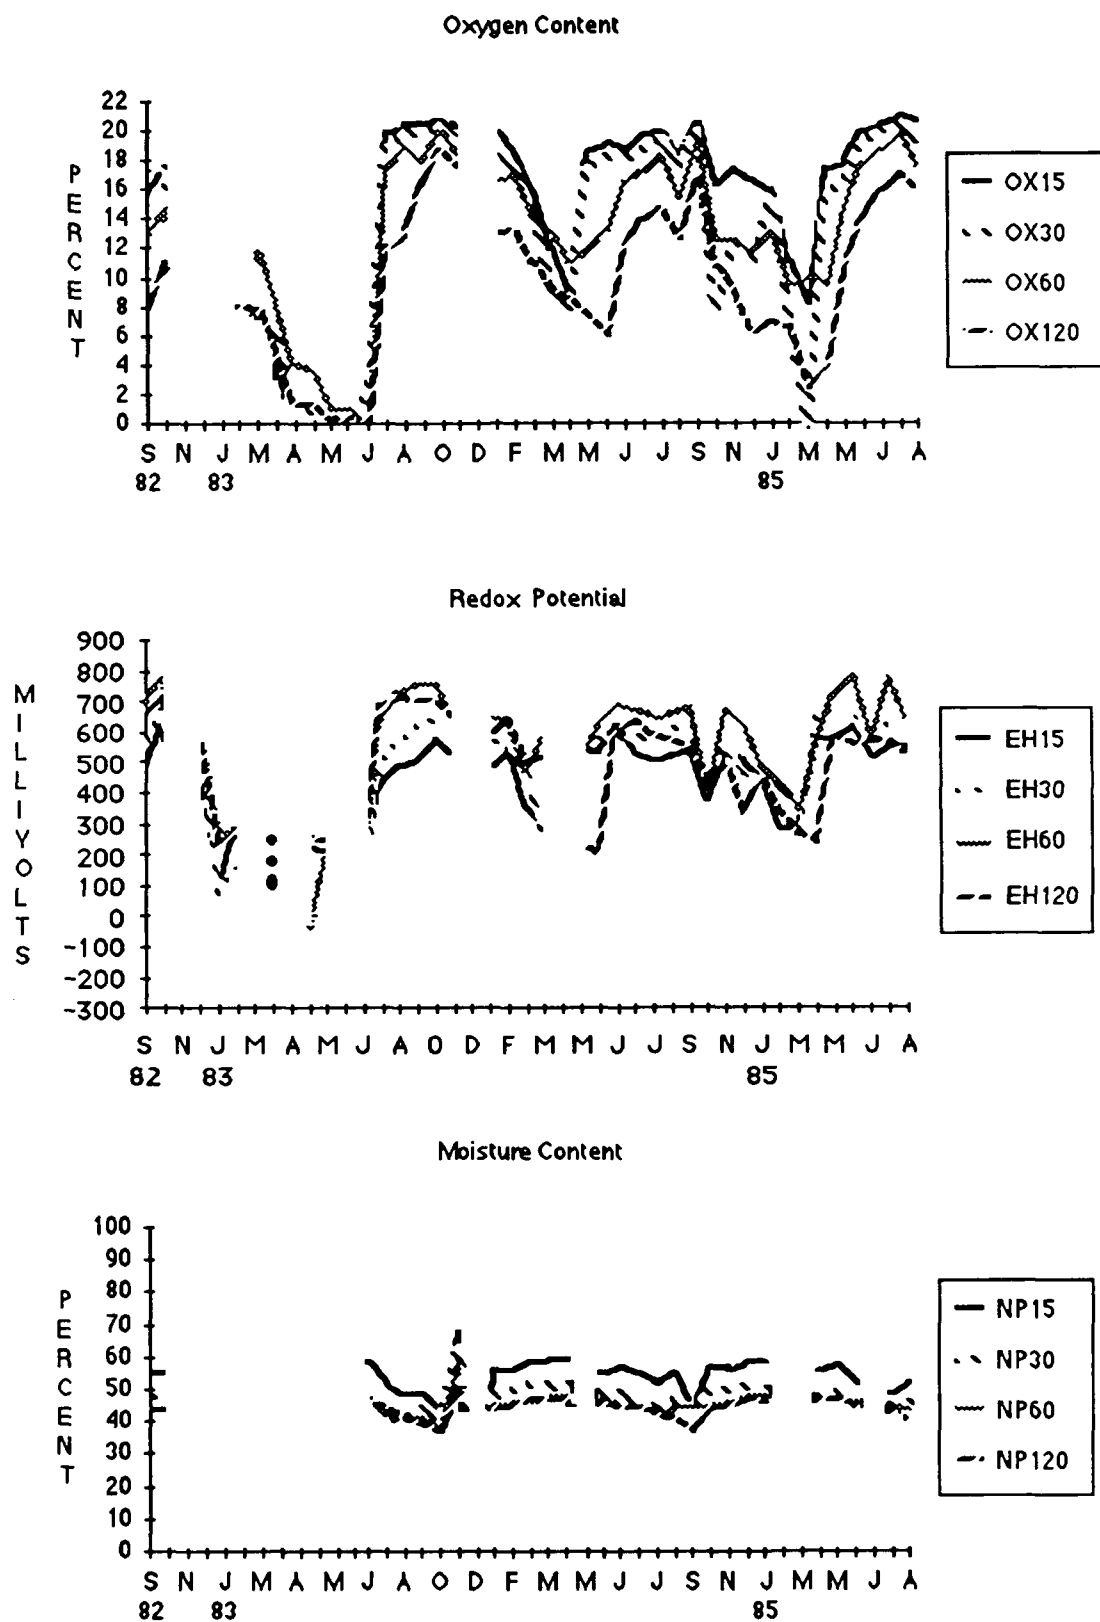 Oxygen Content
PERCENT
22
20
18
16
14
12
10
8
6
4
2
0
S N J M A M J A O D F M M J J S N J M M J A
82 83 85
OX15
OX30
OX60
OX120
Redox Potential
MILLIVOLTS
900
800
700
600
500
400
300
200
100
0
-100
-200
-300
S N J M A M J A O D F M M J J S N J M M J A
82 83 85
EH15
EH30
EH60
EH120
Moisture Content
PERCENT
100
90
80
70
60
50
40
30
20
10
0
S N J M A M J A O D F M M J J S N J M M J A
82 83 85
NP15
NP30
NP60
NP120